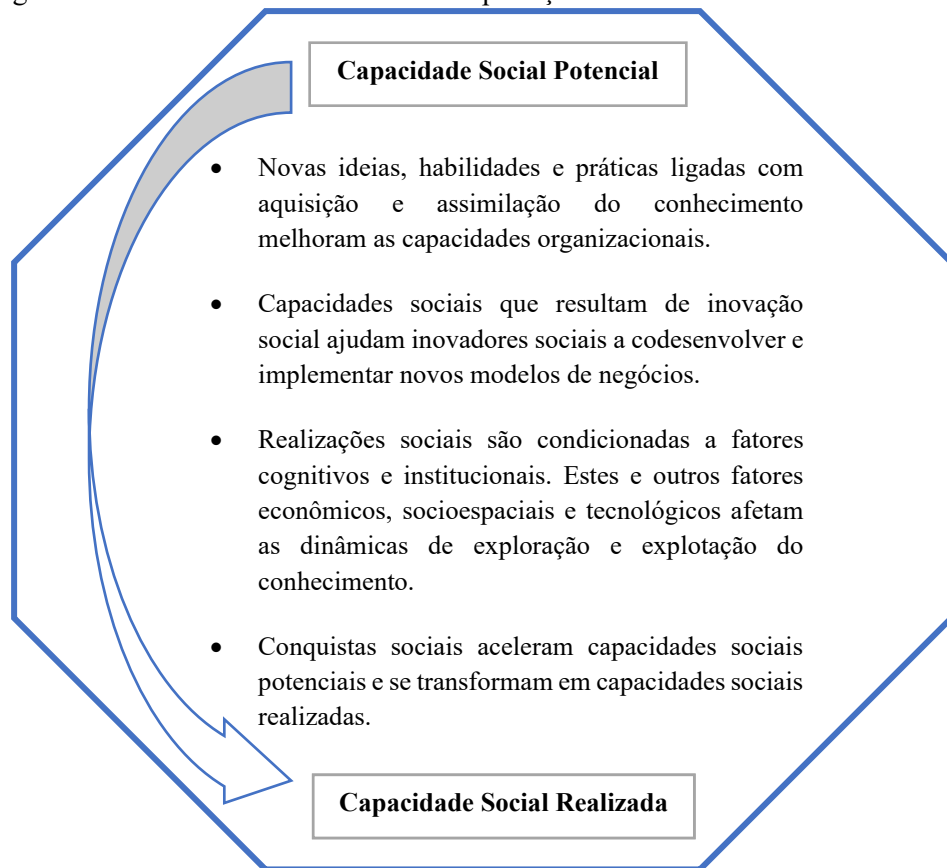 Capacidade Social Potencial
• Novas ideias, habilidades e práticas ligadas com
aquisição e assimilação do conhecimento
melhoram as capacidades organizacionais.
• Capacidades sociais que resultam de inovação
social ajudam inovadores sociais a codesenvolver e
implementar novos modelos de negócios.
• Realizações sociais são condicionadas a fatores
cognitivos e institucionais. Estes e outros fatores
econômicos, socioespaciais e tecnológicos afetam
as dinâmicas de exploração e explotação do
conhecimento.
• Conquistas sociais aceleram capacidades sociais
potenciais e se transformam em capacidades sociais
realizadas.
Capacidade Social Realizada